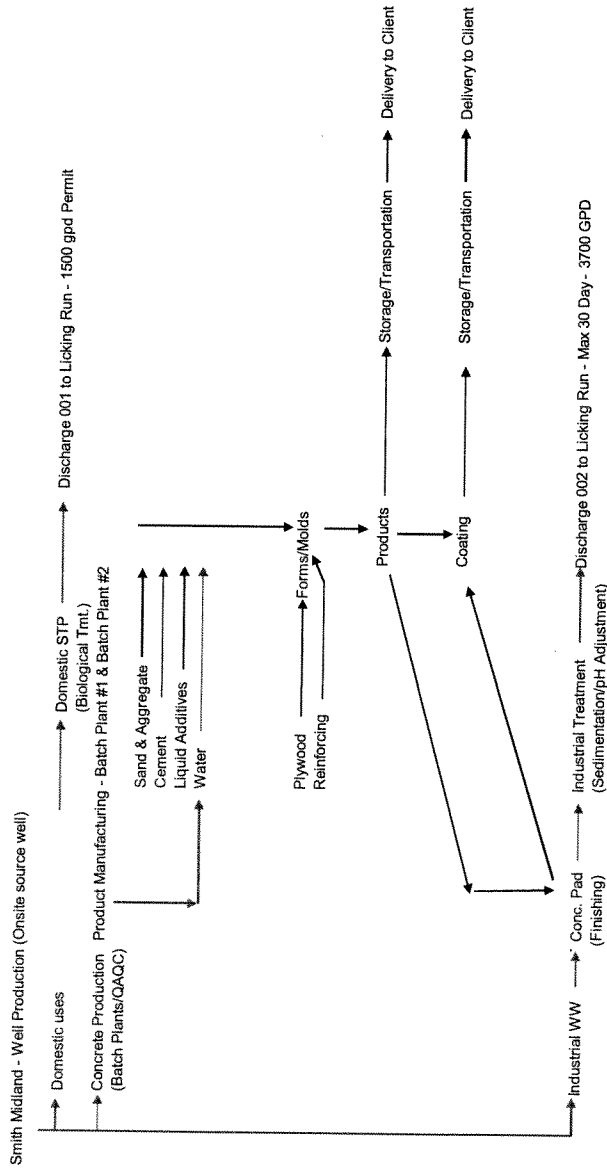 Smith Midland - Well Production (Onsite source well)
Domestic uses
Domestic STP
(Biological Tmt.)
Discharge 001 to Licking Run - 1500 gpd Permit
Concrete Production
(Batch Plants/QAQC)
Product Manufacturing - Batch Plant #1 & Batch Plant #2
Sand & Aggregate
Cement
Liquid Additives
Water
Plywood
Reinforcing
Forms/Molds
Products
Storage/Transportation
Delivery to Client
Coating
Storage/Transportation
Delivery to Client
Industrial WW
Conc. Pad
(Finishing)
Industrial Treatment
(Sedimentation/pH Adjustment)
Discharge 002 to Licking Run - Max 30 Day - 3700 GPD